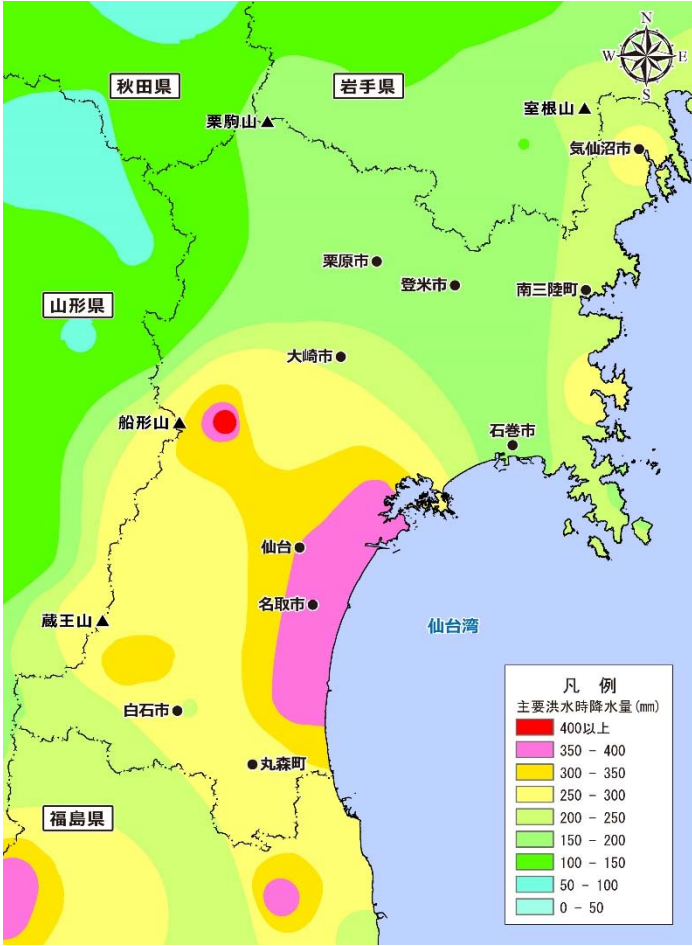 N
W
E
S
秋田県
岩手県
栗駒山
室根山
気仙沼市
栗原市
登米市
南三陸町
山形県
大崎市
船形山
石巻市
仙台
名取市
蔵王山
仙台湾
白石市
丸森町
福島県
凡 例
主要洪水時降水量(mm)
400以上
350 - 400
300 - 350
250 - 300
200 - 250
150 - 200
100 - 150
50 - 100
0 - 50